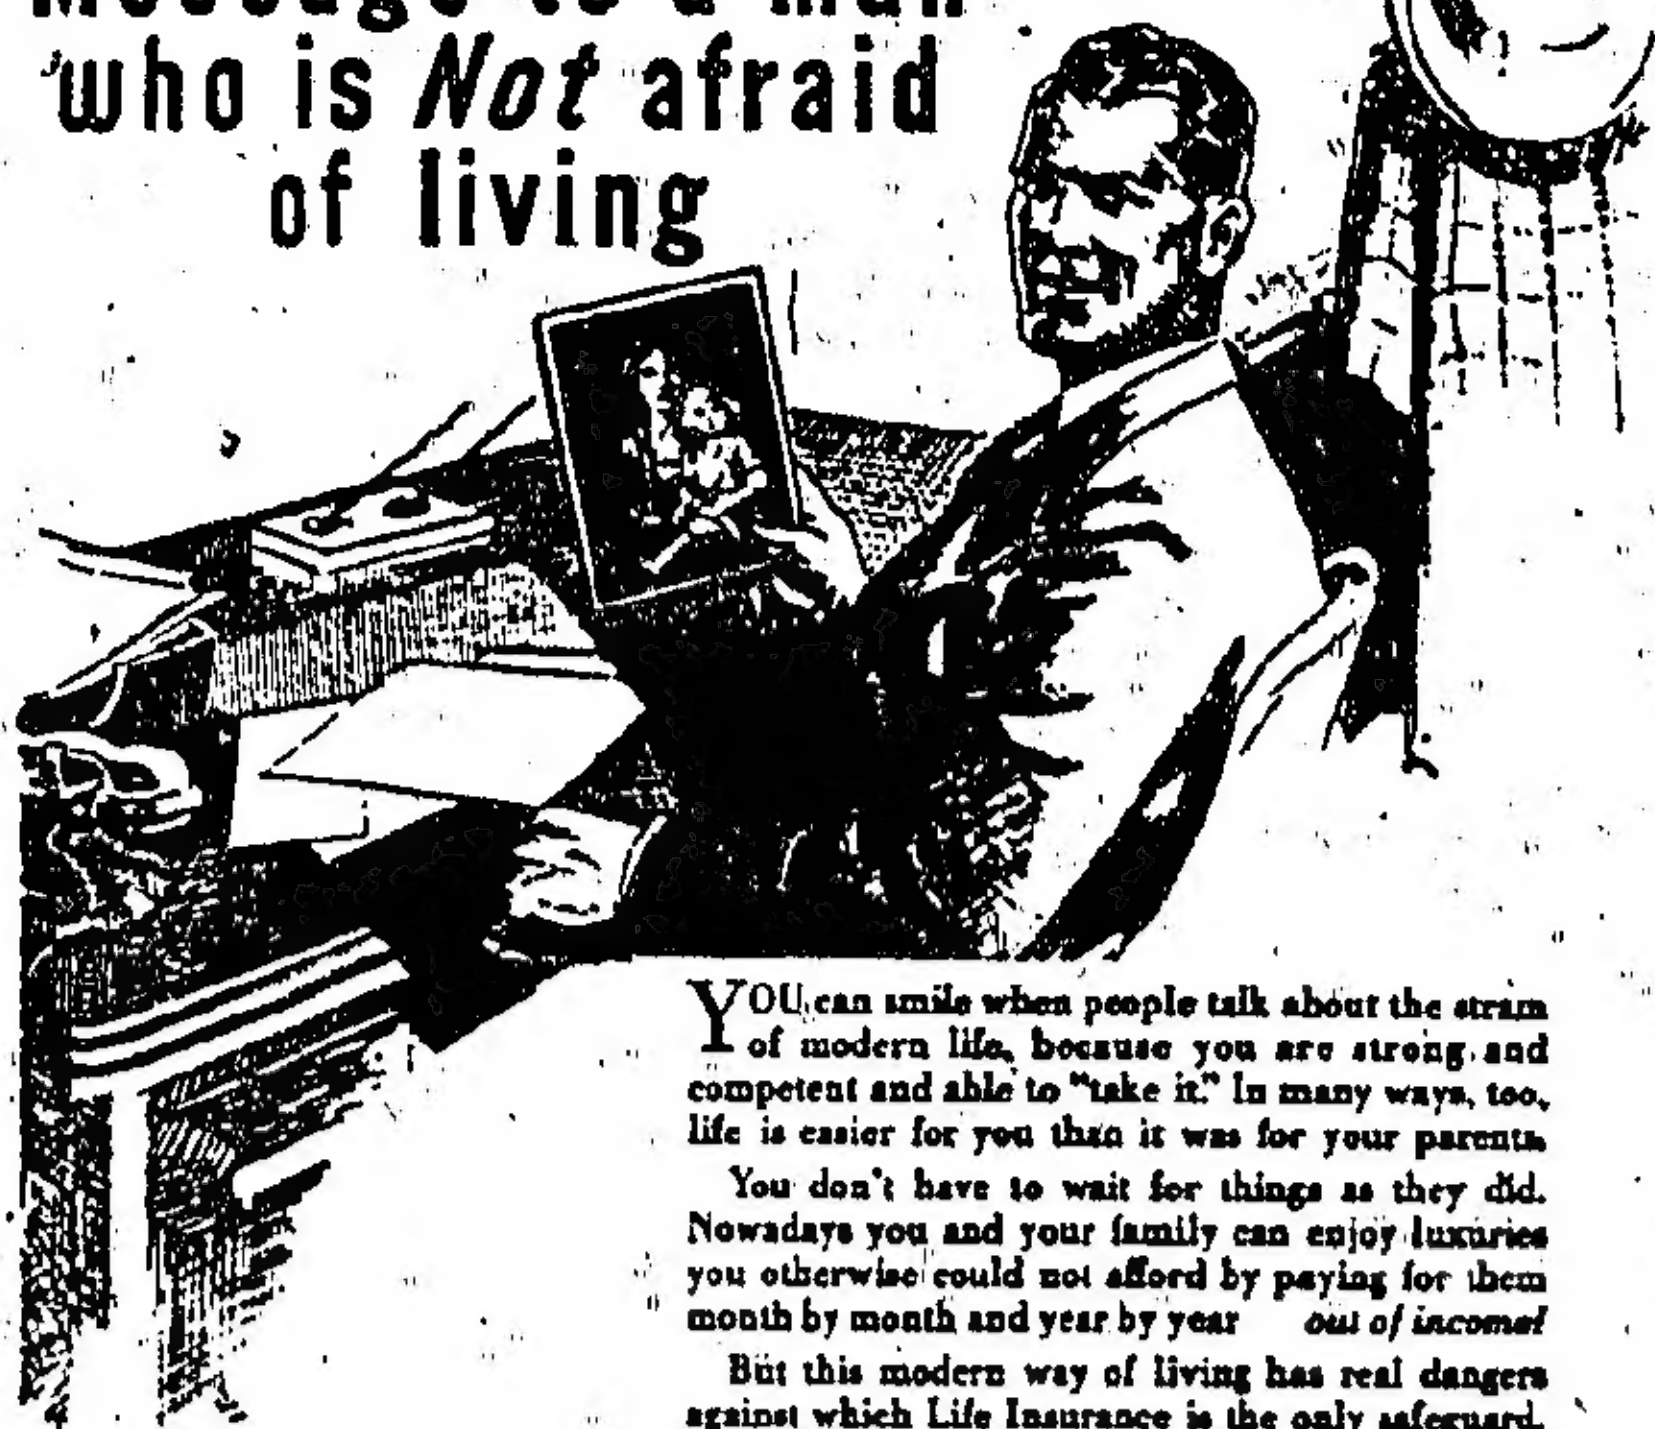 Message to a man
who is Not afraid
of living
YOU can smile when people talk about the strain
of modern life, because you are strong and
competent and able to "take it." In many ways, too,
life is easier for you than it was for your parents.
You don't have to wait for things as they did.
Nowadays you and your family can enjoy luxuries
you otherwise could not afford by paying for them
month by month and year by year out of income!
But this modern way of living has real dangers
against which Life Insurance is the only safeguard.